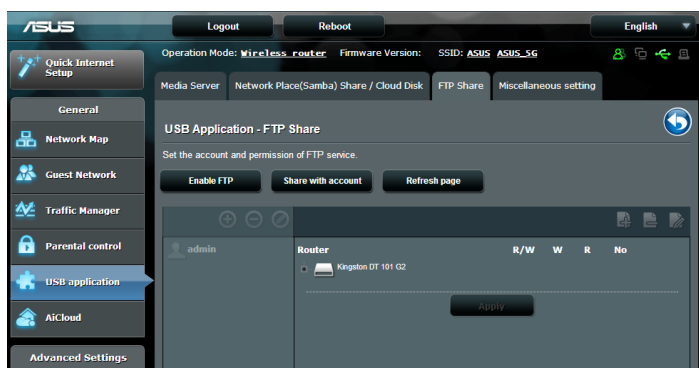 ASUS
Logout Reboot English
Quick Internet
Setup
Operation Mode: Wireless router Firmware Version: SSID: ASUS ASUS_5G
Media Server Network Place(Samba) Share / Cloud Disk FTP Share Miscellaneous setting
General
Network Map
Guest Network
Traffic Manager
Parental control
USB application
AiCloud
Advanced Settings
USB Application - FTP Share
Set the account and permission of FTP service.
Enable FTP Share with account Refresh page
admin
Router R/W W R No
Kingston DT 101 G2
Apply